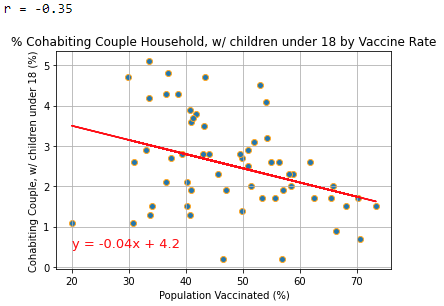 r = -0.35
% Cohabiting Couple Household, w/ children under 18 by Vaccine Rate
Cohabiting Couple, w/ children under 18 (%)
5
4
3
2
1
0
y = -0.04x + 4.2
20 30 40 50 60 70
Population Vaccinated (%)